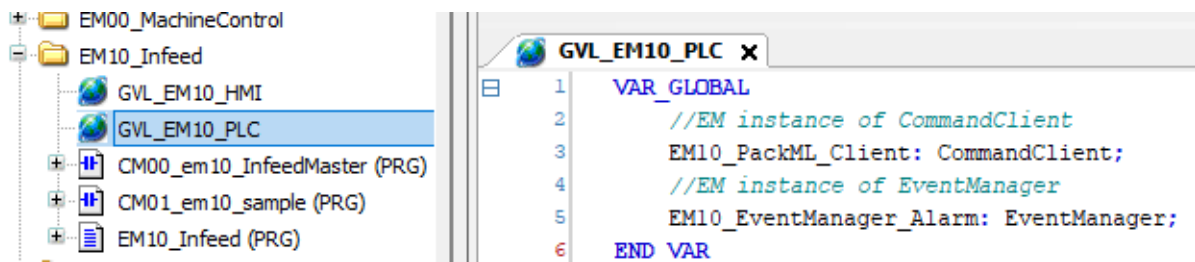 EM00_MachineControl
EM10_Infeed
GVL_EM10_HMI
GVL_EM10_PLC
CM00_em10_InfeedMaster (PRG)
CM01_em10_sample (PRG)
EM10_Infeed (PRG)
GVL_EM10_PLC X
1 VAR_GLOBAL
2 //EM instance of CommandClient
3 EM10_PackML_Client: CommandClient;
4 //EM instance of EventManager
5 EM10_EventManager_Alarm: EventManager;
6 END_VAR